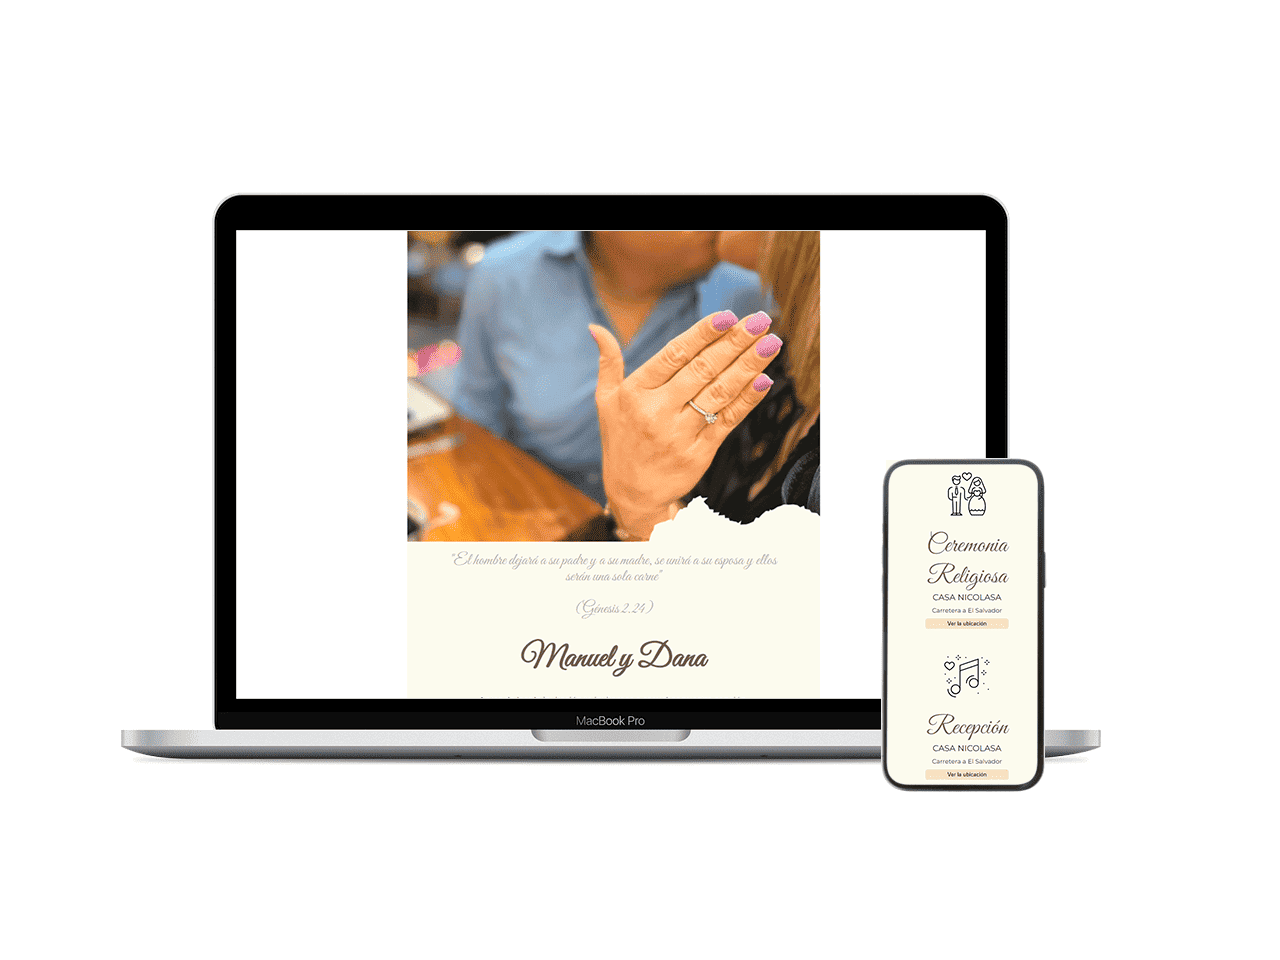 "El hombre dejará a su padre y a su madre, se unirá a su esposa y ellos
serán una sola carne"
(Génesis 2.24)
Manuel y Dana
MacBook Pro
Ceremonia
Religiosa
CASA NICOLASA
Carretera a El Salvador
Ver la ubicación
Recepción
CASA NICOLASA
Carretera a El Salvador
Ver la ubicación